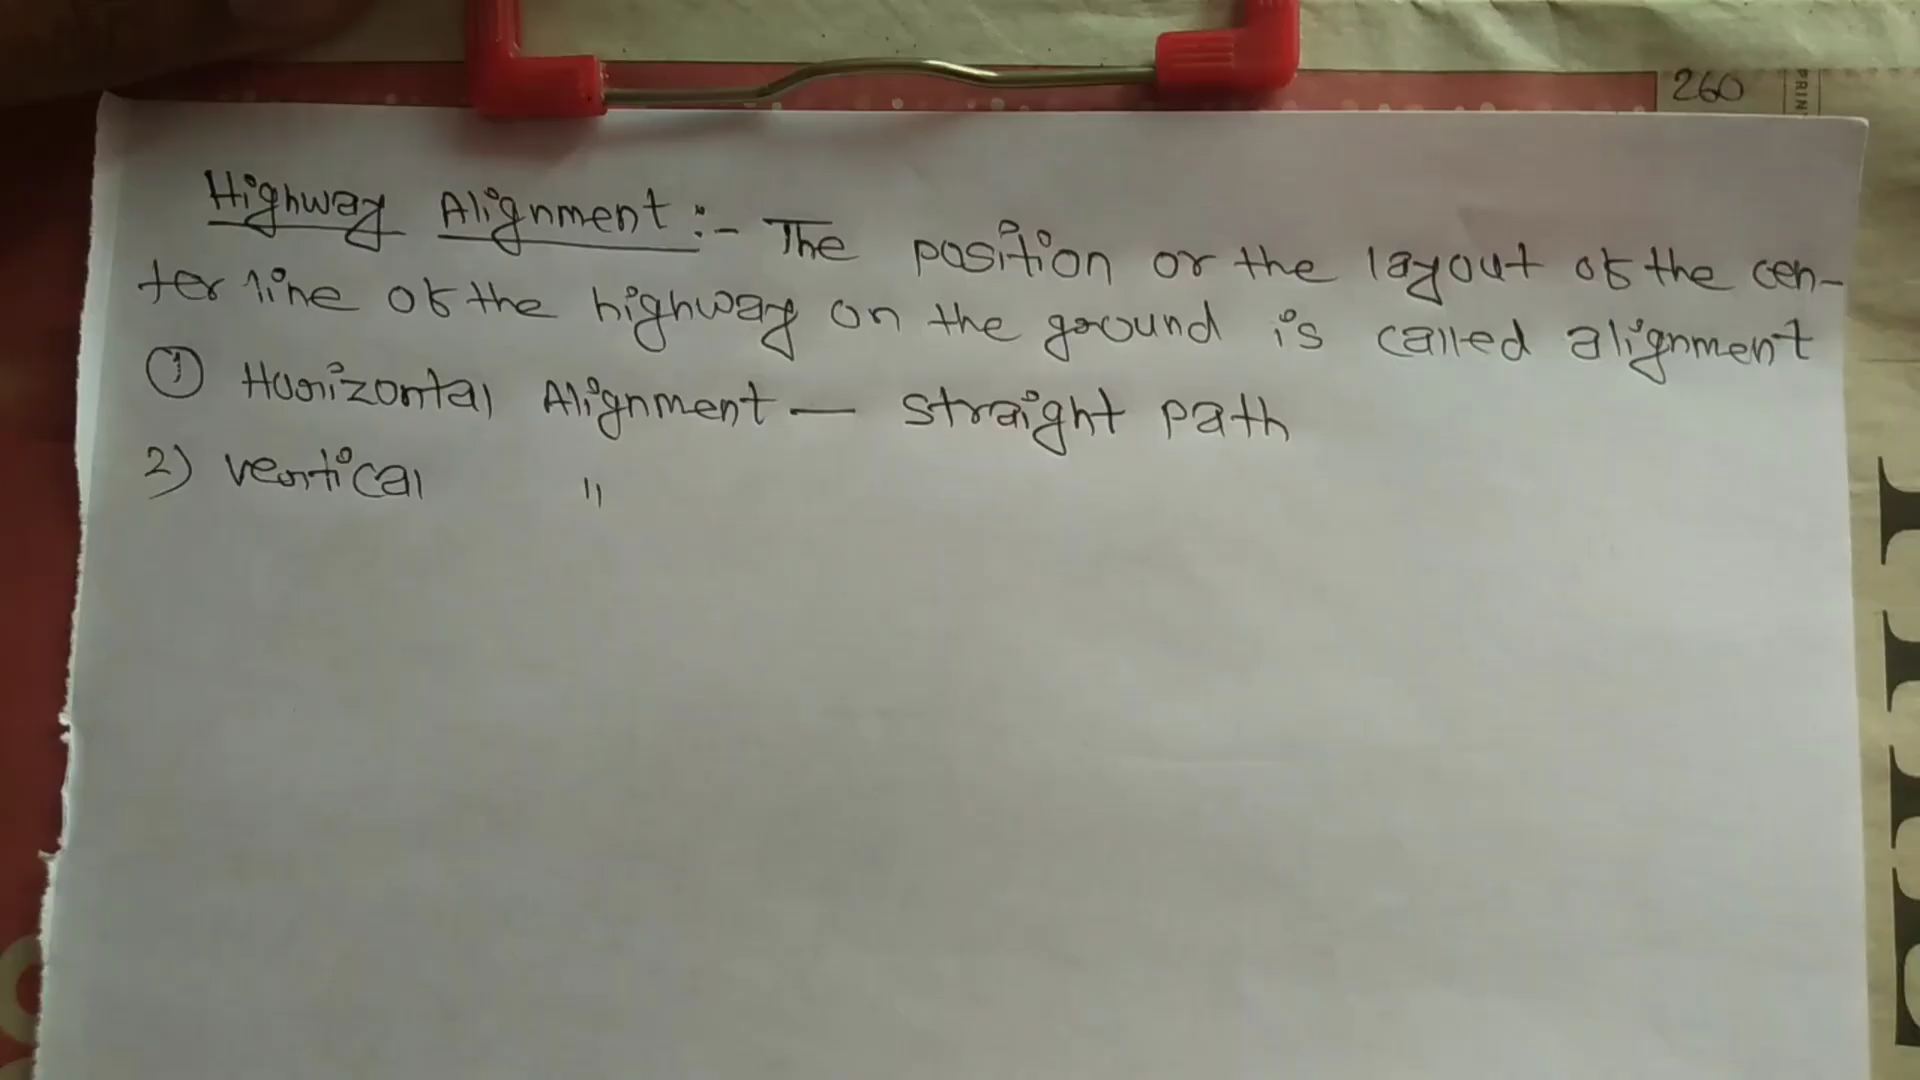 260
PRIN
Highway Alignment :- The position or the layout of the cen-
ter line of the highway on the ground is called alignment
① Horizontal Alignment — straight path
2) vertical "